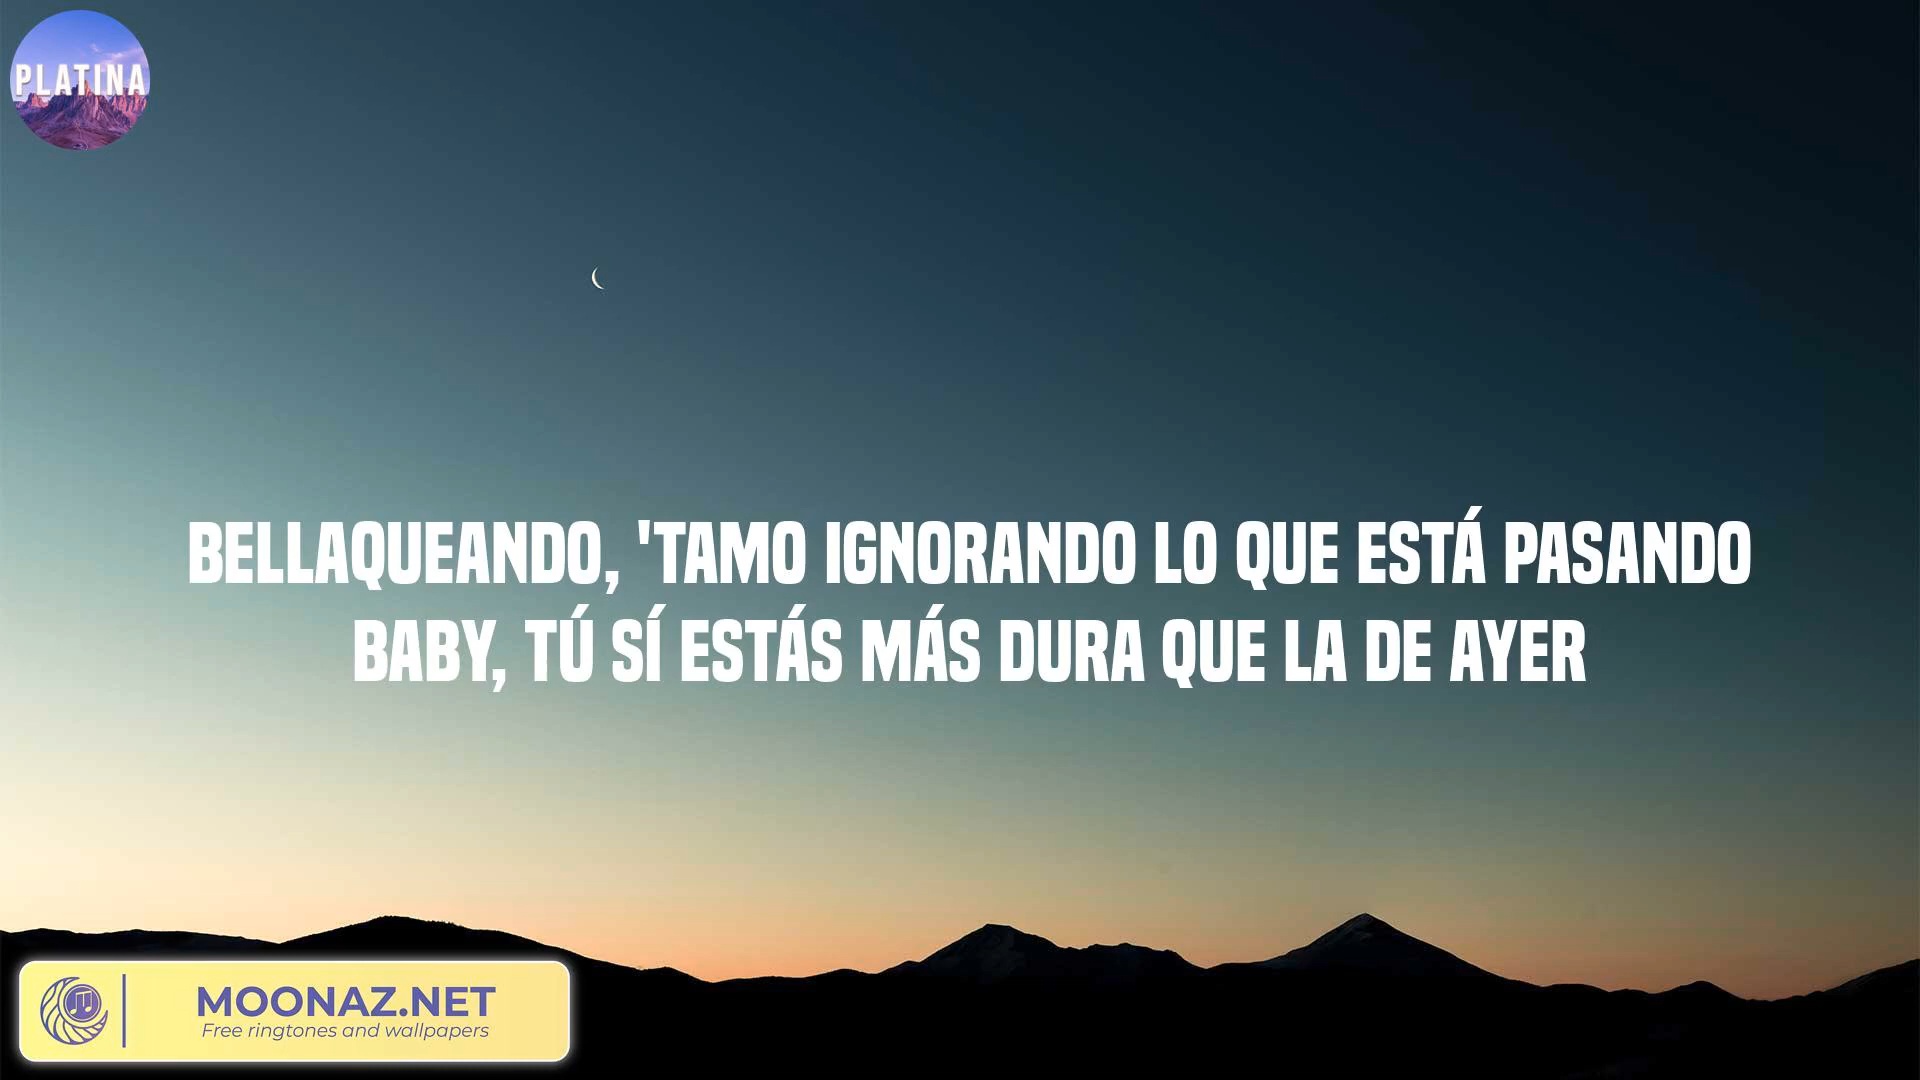 PLATINA
BELLAQUEANDO, 'TAMO IGNORANDO LO QUE ESTÁ PASANDO
BABY, TÚ SÍ ESTÁS MÁS DURA QUE LA DE AYER
MOONAZ.NET
Free ringtones and wallpapers